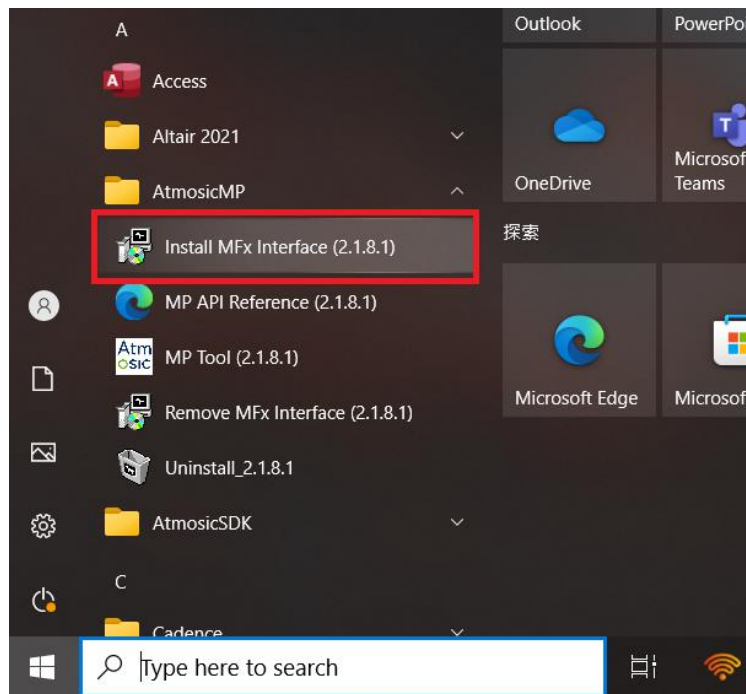 A
Access
Altair 2021
AtmosicMP
Install MFx Interface (2.1.8.1)
MP API Reference (2.1.8.1)
Atm
osic
MP Tool (2.1.8.1)
Remove MFx Interface (2.1.8.1)
Uninstall_2.1.8.1
AtmosicSDK
C
Cadence
Type here to search
Outlook
PowerPoi
OneDrive
Microsof
Teams
探索
Microsoft Edge
Microsof